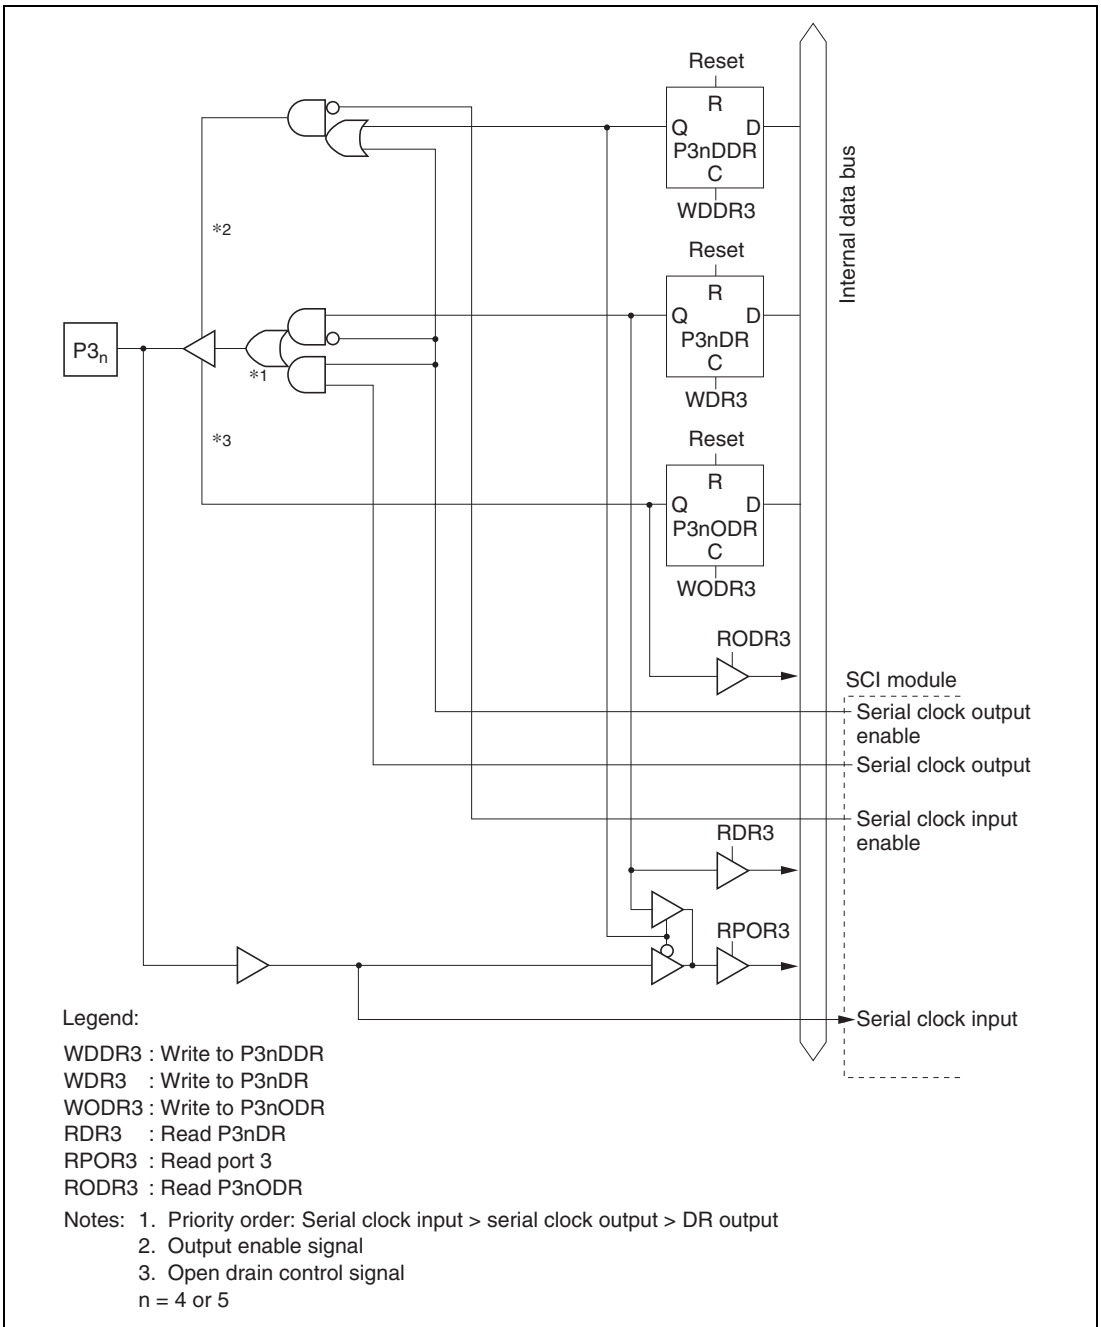 Reset
R
Q D
P3nDDR
C
WDDR3
Internal data bus
*2
Reset
R
Q D
P3nDR
C
WDR3
P3n
*1
*3
Reset
R
Q D
P3nODR
C
WODR3
RODR3
SCI module
Serial clock output
enable
Serial clock output
Serial clock input
enable
RDR3
RPOR3
Serial clock input
Legend:
WDDR3 : Write to P3nDDR
WDR3 : Write to P3nDR
WODR3 : Write to P3nODR
RDR3 : Read P3nDR
RPOR3 : Read port 3
RODR3 : Read P3nODR
Notes: 1. Priority order: Serial clock input > serial clock output > DR output
2. Output enable signal
3. Open drain control signal
n = 4 or 5